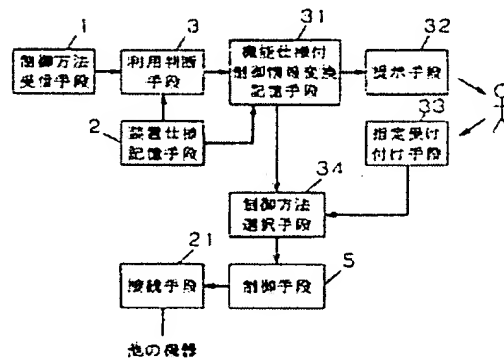 1
制御方法
受信手段
3
利用判断
手段
31
機能仕様付
制御情報変換
記憶手段
32
提示手段
2
装置仕様
記憶手段
33
指定受け
付け手段
34
制御方法
選択手段
21
接続手段
5
制御手段
他の機器